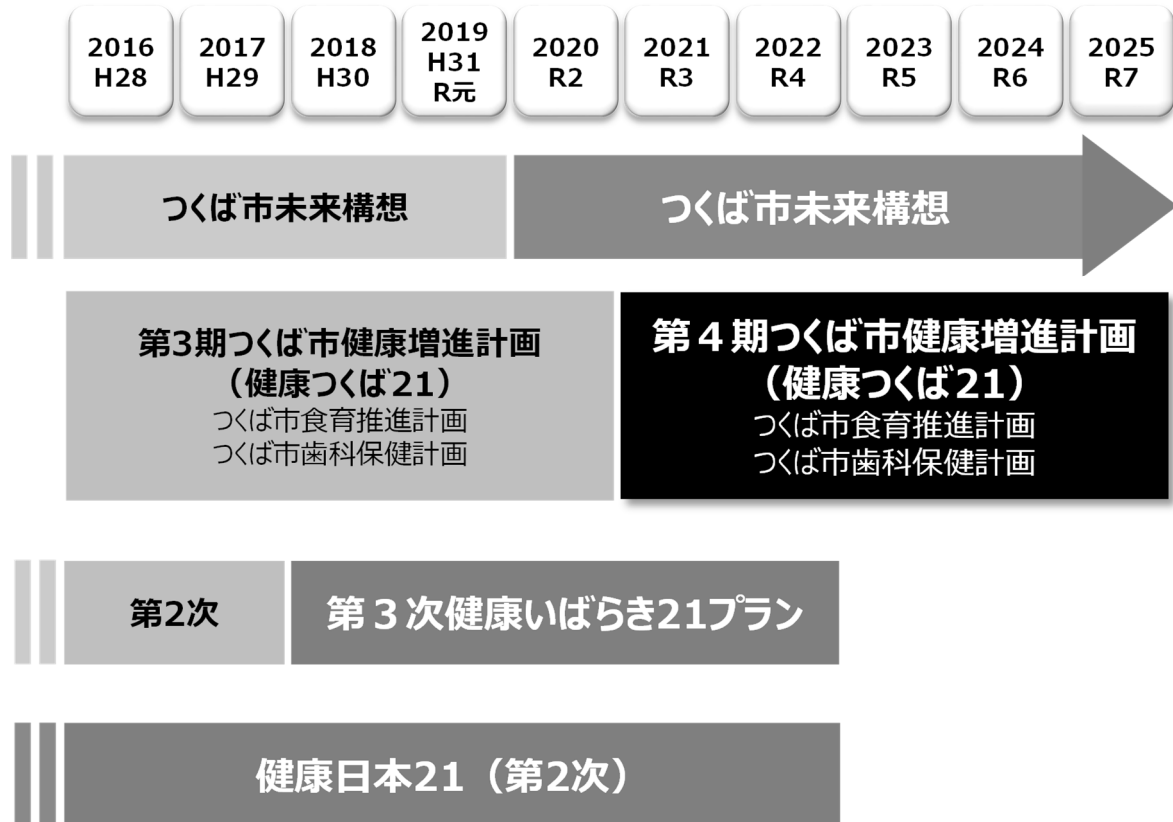 2016
H28
2017
H29
2018
H30
2019
H31
R元
2020
R2
2021
R3
2022
R4
2023
R5
2024
R6
2025
R7
つくば市未来構想
つくば市未来構想
第3期つくば市健康増進計画
（健康つくば21）
つくば市食育推進計画
つくば市歯科保健計画
第４期つくば市健康増進計画
（健康つくば21）
つくば市食育推進計画
つくば市歯科保健計画
第2次
第３次健康いばらき21プラン
健康日本21（第2次）